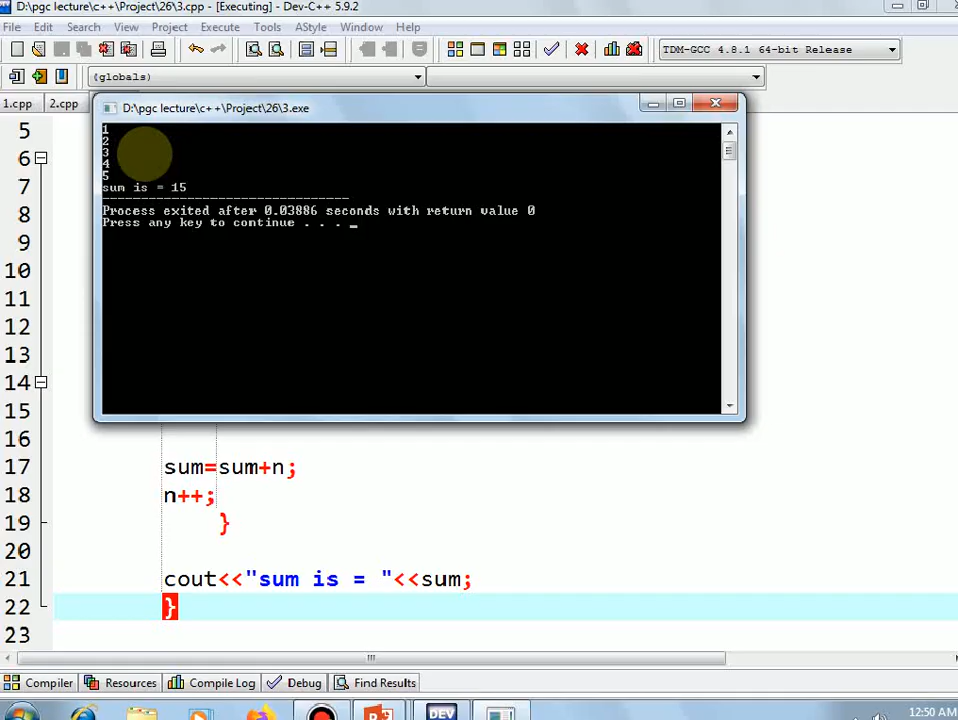 D:\pgc lecture\c++\Project\26\3.cpp - [Executing] - Dev-C++ 5.9.2
File Edit Search View Project Execute Tools AStyle Window Help
TDM-GCC 4.8.1 64-bit Release
(globals)
1.cpp 2.cpp
D:\pgc lecture\c++\Project\26\3.exe
1
2
3
4
5
sum is = 15
--------------------------------
Process exited after 0.03886 seconds with return value 0
Press any key to continue . . .
5
6
7
8
9
10
11
12
13
14
15
16
17 sum=sum+n;
18 n++;
19 }
20
21 cout<<"sum is = "<<sum;
22 }
23
Compiler Resources Compile Log Debug Find Results
DEV
12:50 AM